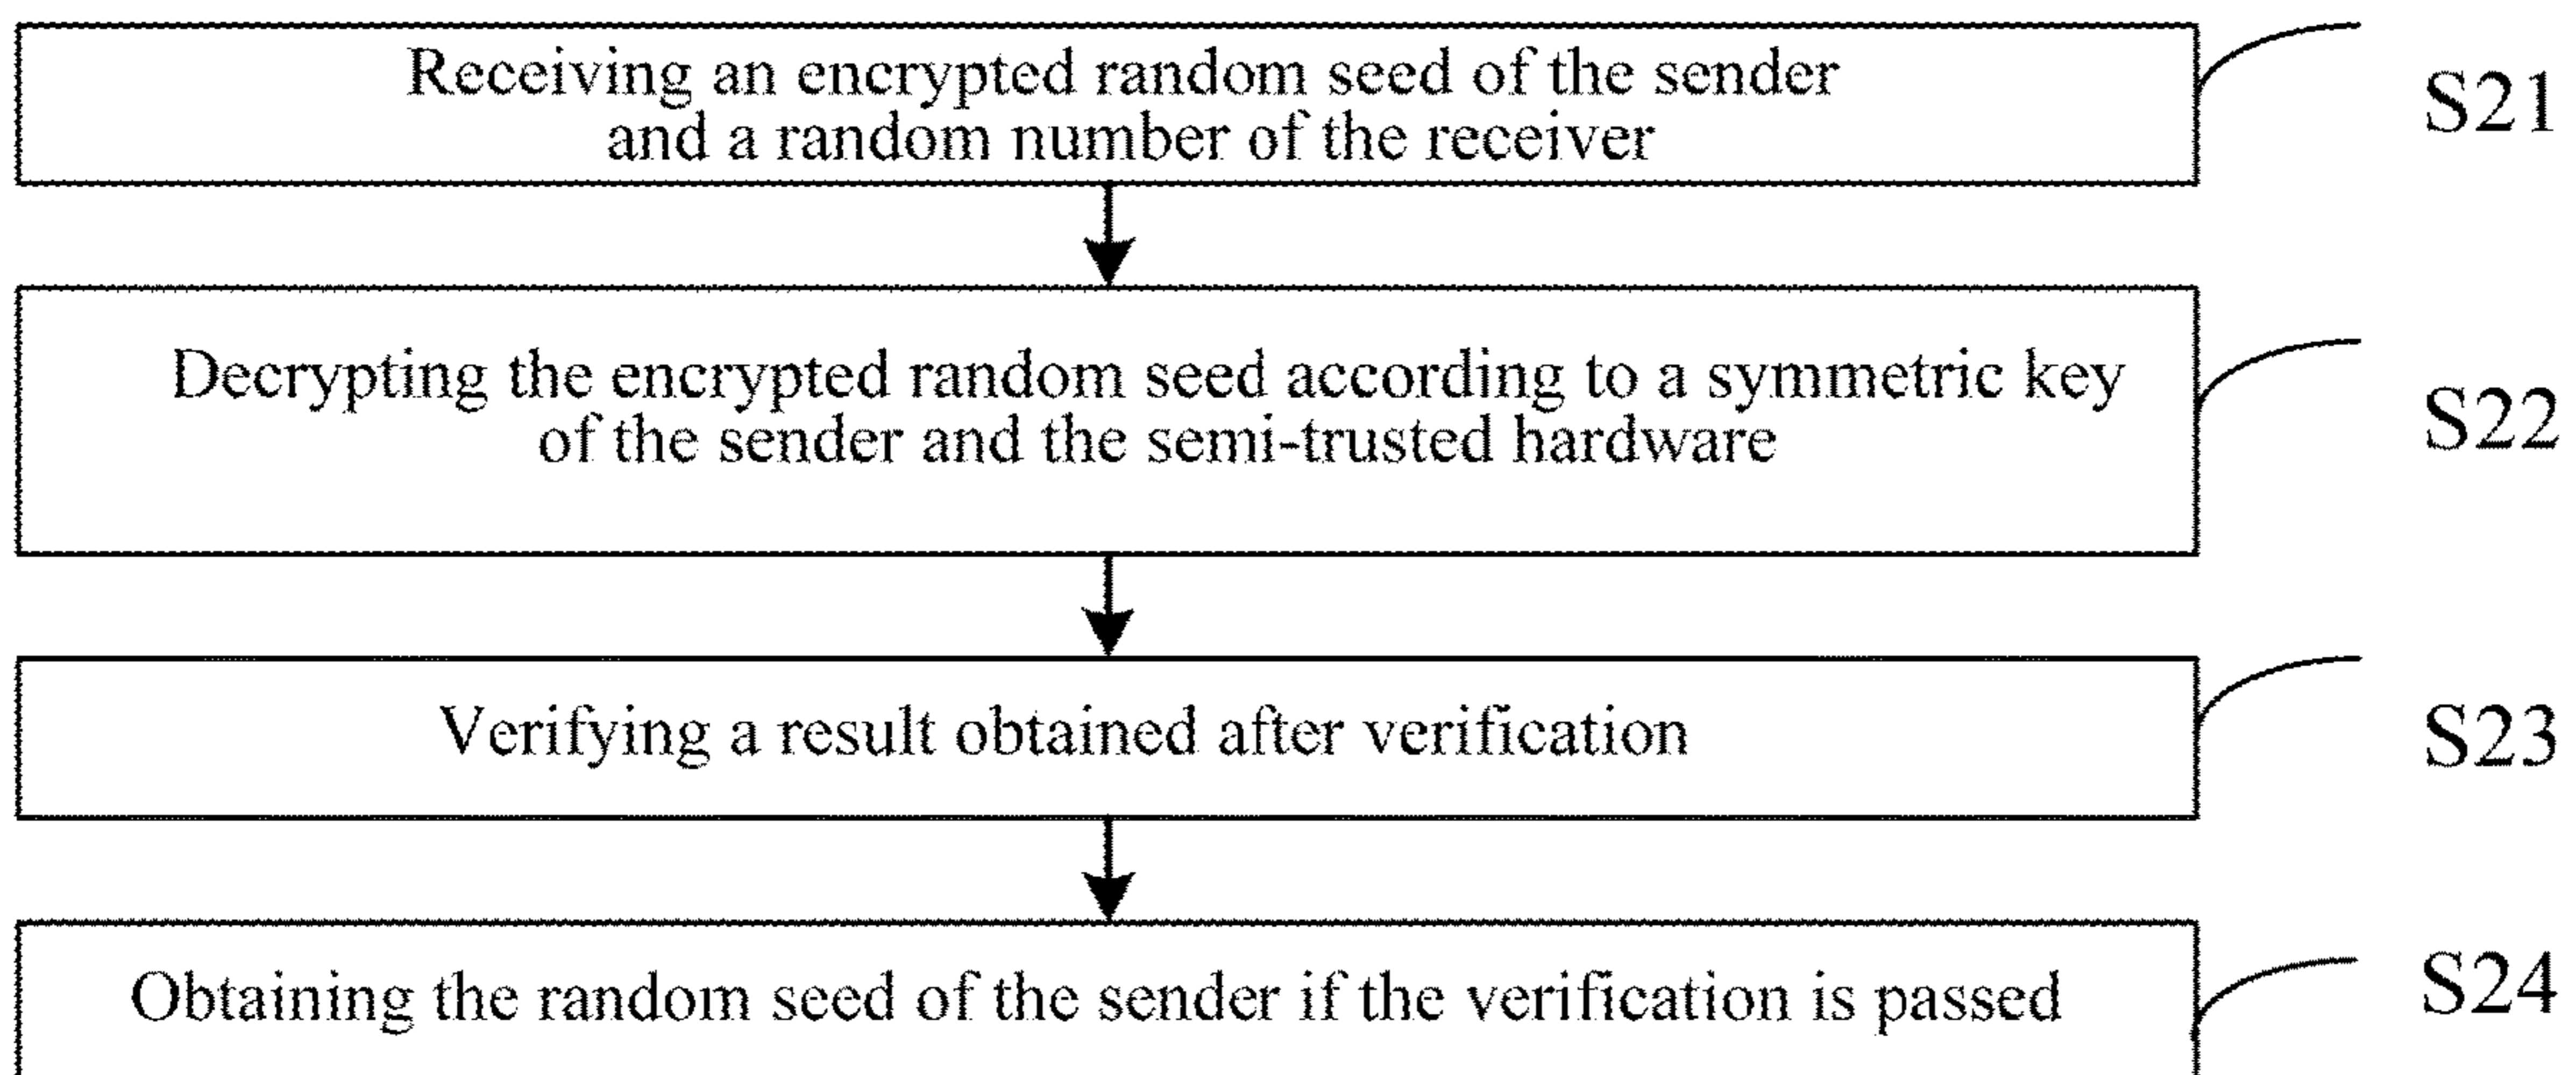 Receiving an encrypted random seed of the sender
and a random number of the receiver
S21
Decrypting the encrypted random seed according to a symmetric key
of the sender and the semi-trusted hardware
S22
Verifying a result obtained after verification
S23
Obtaining the random seed of the sender if the verification is passed
S24